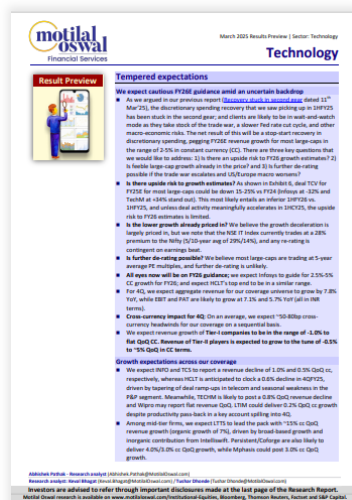 motilal
oswal
Financial Services
March 2025 Results Preview | Sector: Technology
Technology
Result Preview
Tempered expectations
We expect cautious FY26E guidance amid an uncertain backdrop
As we argued in our previous report (Recovery stuck in second gear dated 11th
Mar'25), the discretionary spending recovery that we saw picking up in 1HFY25
has been stuck in the second gear; and clients are likely to be in wait-and-watch
mode as they take stock of the trade war, a slower Fed rate cut cycle, and other
macro-economic risks. The net result of this will be a stop-start recovery in
discretionary spending, pegging FY26E revenue growth for most large-caps in
the range of 2-5% in constant currency (CC). There are three key questions that
we would like to address: 1) Is there an upside risk to FY26 growth estimates? 2)
Is feeble large-cap growth already in the price? and 3) Is further de-rating
possible if the trade war escalates and US/Europe macro worsens?
Is there upside risk to growth estimates? As shown in Exhibit 6, deal TCV for
FY25E for most large-caps could be down 15-25% vs FY24 (Infosys at -32% and
TechM at +34% stand out). This most likely entails an inferior 1HFY26 vs.
1HFY25, and unless deal activity meaningfully accelerates in 1HCY25, the upside
risk to FY26 estimates is limited.
Is the lower growth already priced in? We believe the growth deceleration is
largely priced in, but we note that the NSE IT Index currently trades at a 28%
premium to the Nifty (5/10-year avg of 29%/14%), and any re-rating is
contingent on earnings beat.
Is further de-rating possible? We believe most large-caps are trading at 5-year
average PE multiples, and further de-rating is unlikely.
All eyes now will be on FY26 guidance; we expect Infosys to guide for 2.5%-5%
CC growth for FY26; and expect HCLT's top end to be in a similar range.
For 4Q, we expect aggregate revenue for our coverage universe to grow by 7.8%
YoY, while EBIT and PAT are likely to grow at 7.1% and 5.7% YoY (all in INR
terms).
Cross-currency impact for 4Q: On an average, we expect ~50-80bp cross-
currency headwinds for our coverage on a sequential basis.
We expect revenue growth of Tier-I companies to be in the range of -1.0% to
flat QoQ CC. Revenue of Tier-II players is expected to grow to the tune of -0.5%
to ~5% QoQ in CC terms.
Growth expectations across our coverage
We expect INFO and TCS to report a revenue decline of 1.0 and 0.5% QoQ cc,
respectively, whereas HCLT is anticipated to clock a 0.6% decline in 4QFY25,
driven by tapering of deal ramp-ups in telecom and seasonal weakness in the
P&P segment. Meanwhile, TECHM is likely to post a 0.8% QoQ revenue decline
and Wipro may report flat revenue QoQ. LTIM could deliver 0.2% QoQ cc growth
despite productivity pass-back in a key account spilling into 4Q.
Among mid-tier firms, we expect LTTS to lead the pack with ~15% cc QoQ
revenue growth (organic of 7%), driven by broad-based growth and
inorganic contribution from Intelliswift. Persistent/Coforge are also likely to
deliver 4.0%/3.0% cc QoQ growth, while Mphasis could post 3.0% cc QoQ
growth.
Abhishek Pathak - Research analyst (Abhishek.Pathak@MotilalOswal.com)
Research analyst: Keval Bhagat (Keval.Bhagat@MotilalOswal.com) / Tushar Dhonde (Tushar.Dhonde@MotilalOswal.com)
Investors are advised to refer through important disclosures made at the last page of the Research Report.
Motilal Oswal research is available on www.motilaloswal.com/Institutional-Equities, Bloomberg, Thomson Reuters, Factset and S&P Capital.